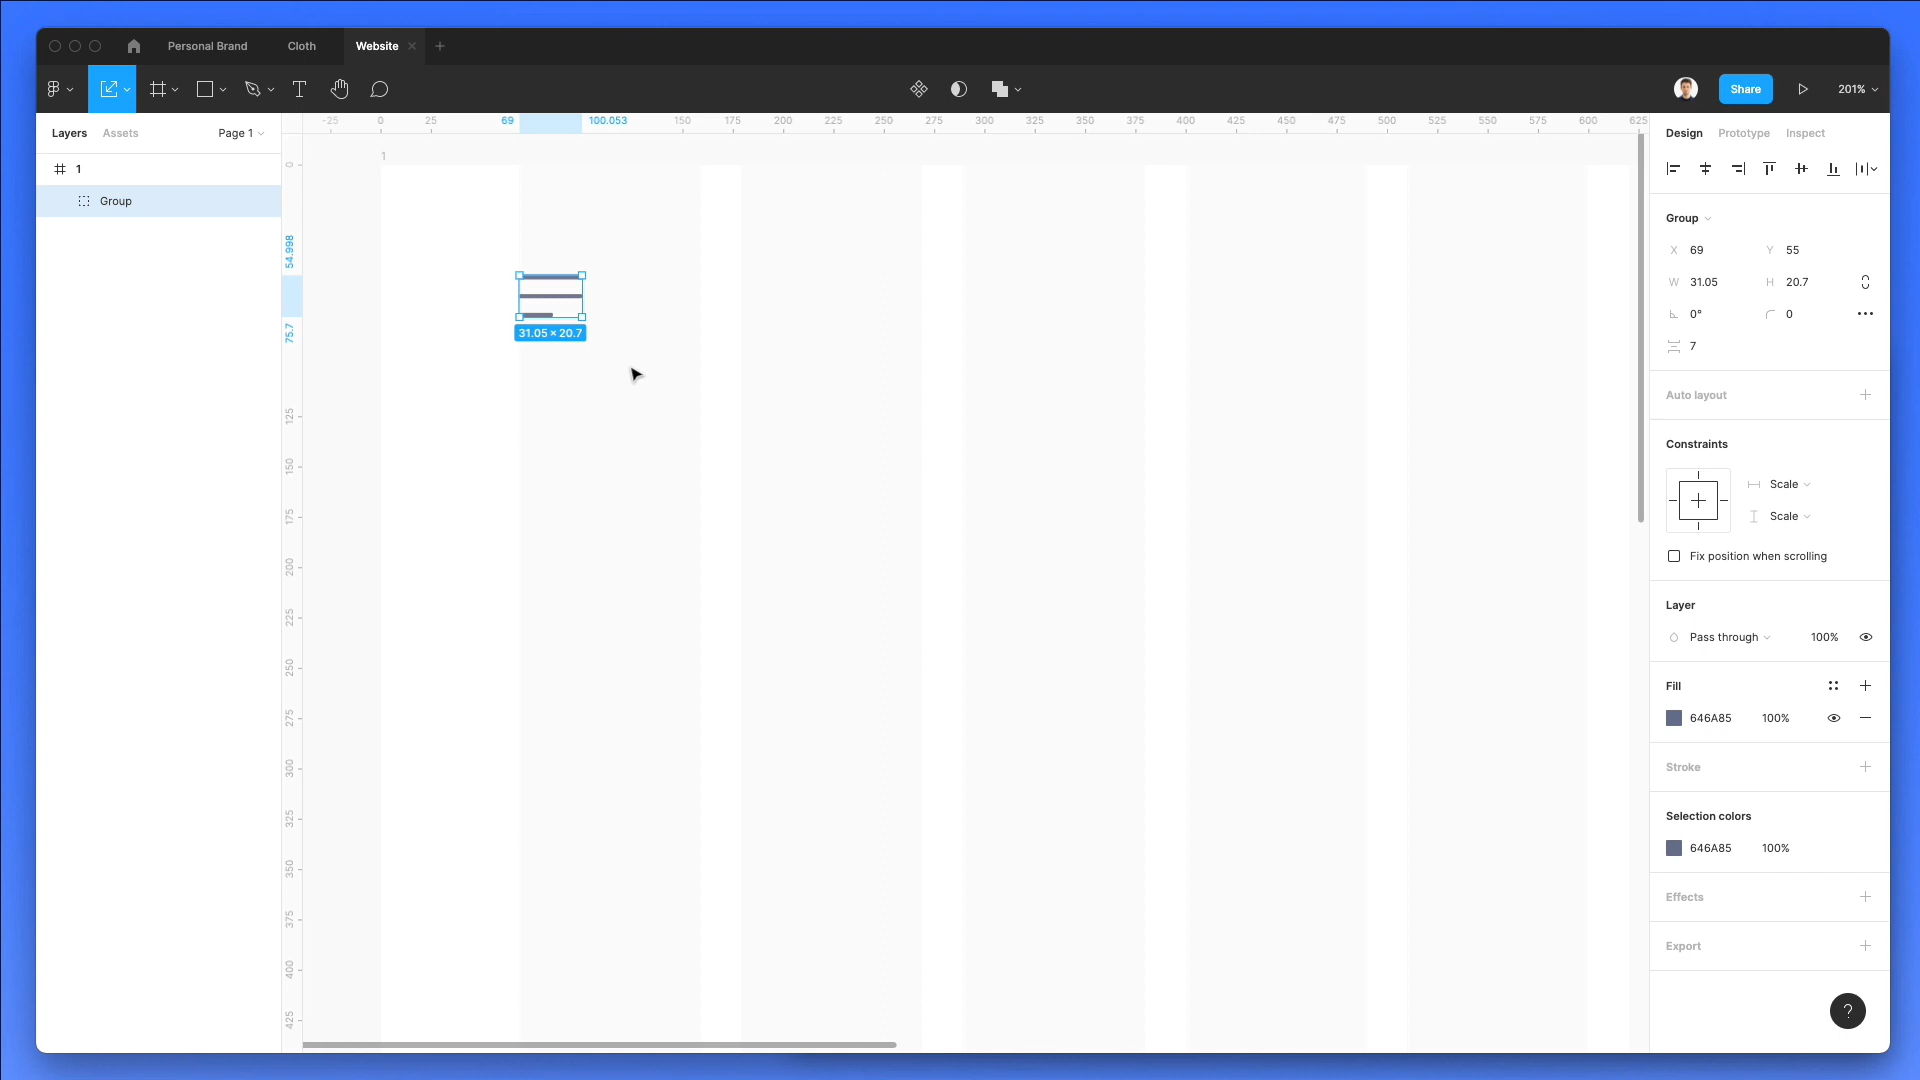 Personal Brand
Cloth
Website
Share
201%
Layers
Assets
Page 1
-25 0 25 69 100.053 150 175 200 225 250 275 300 325 350 375 400 425 450 475 500 525 550 575 600 625
Design
Prototype
Inspect
1
1
Group
0
54.998
75.7
125
150
175
200
225
250
275
300
325
350
375
400
425
31.05 × 20.7
Group
X 69 Y 55
W 31.05 H 20.7
0° 0
7
Auto layout
Constraints
Scale
Scale
Fix position when scrolling
Layer
Pass through 100%
Fill
646A85 100%
Stroke
Selection colors
646A85 100%
Effects
Export
?